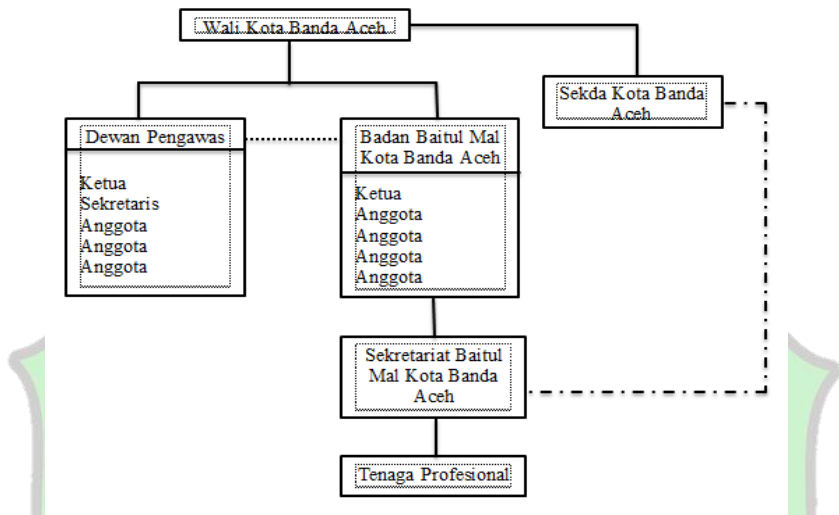 Wali Kota Banda Aceh
Sekda Kota Banda
Aceh
Dewan Pengawas
Ketua
Sekretaris
Anggota
Anggota
Anggota
Badan Baitul Mal
Kota Banda Aceh
Ketua
Anggota
Anggota
Anggota
Anggota
Sekretariat Baitul
Mal Kota Banda
Aceh
Tenaga Profesional